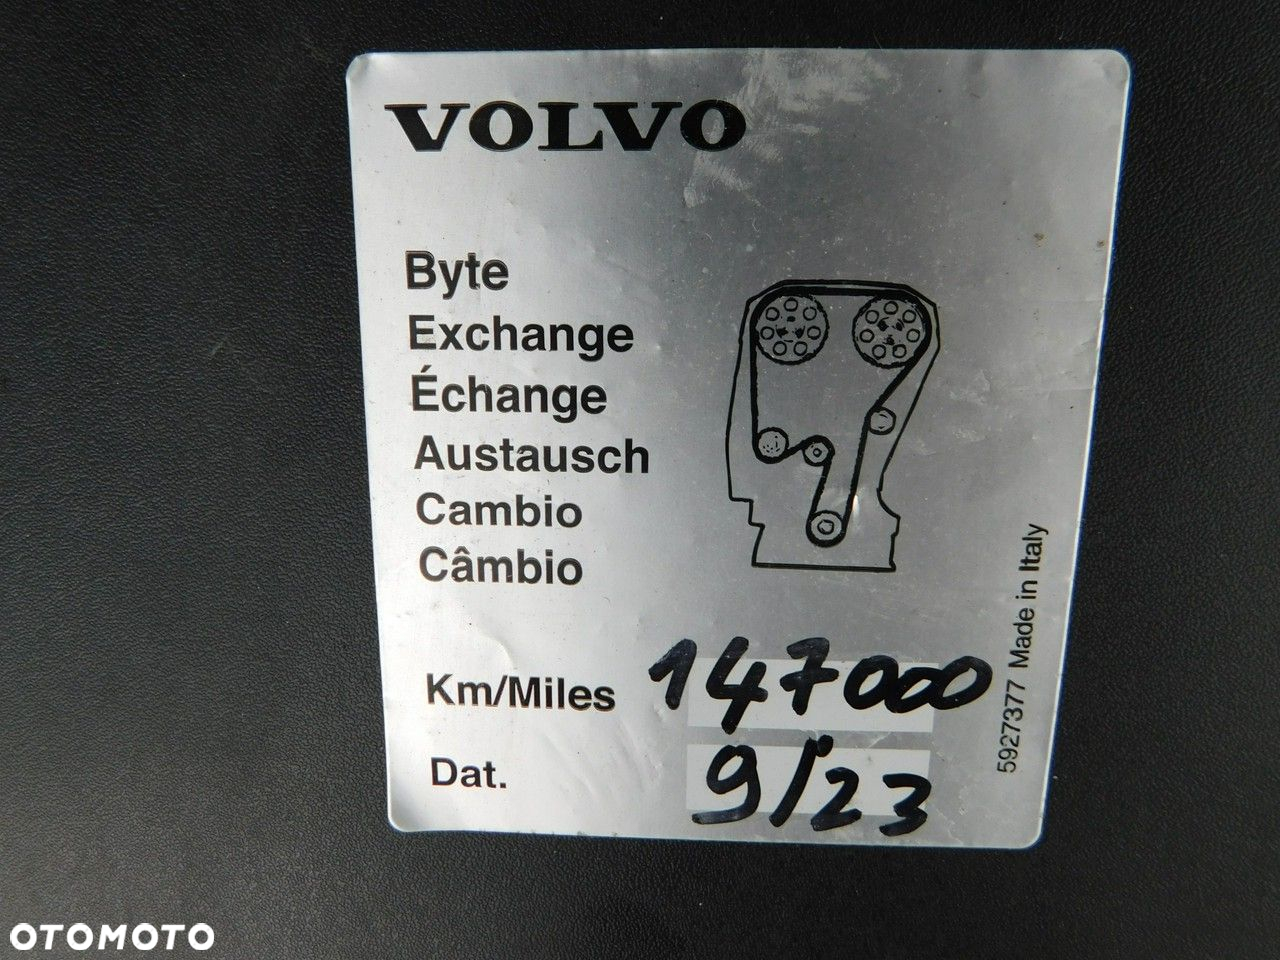 VOLVO
Byte
Exchange
Échange
Austausch
Cambio
Câmbio
Km/Miles 147000
Dat. 9/23
5927377 Made in Italy
OTOMOTO